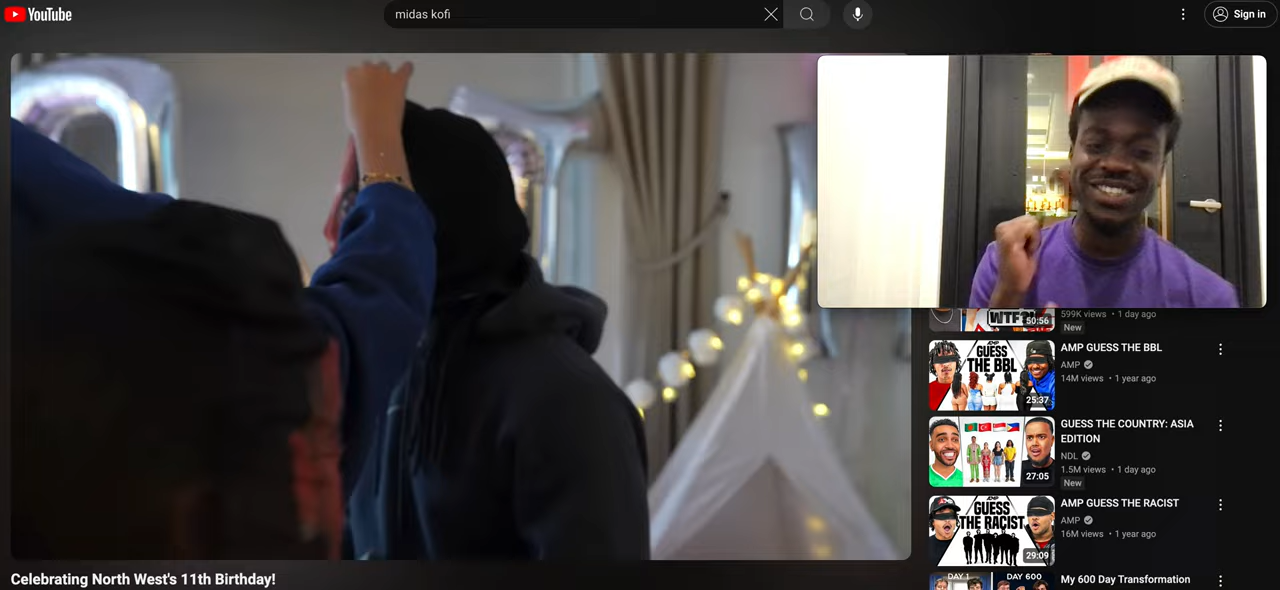 YouTube
midas kofi
Sign in
WTF?!
50:56
599K views • 1 day ago
New
AMP
GUESS
THE BBL
25:37
AMP GUESS THE BBL
AMP
14M views • 1 year ago
27:05
GUESS THE COUNTRY: ASIA
EDITION
NDL
1.5M views • 1 day ago
New
AMP
GUESS
THE RACIST
29:09
AMP GUESS THE RACIST
AMP
16M views • 1 year ago
Celebrating North West's 11th Birthday!
DAY 1
DAY 600
My 600 Day Transformation